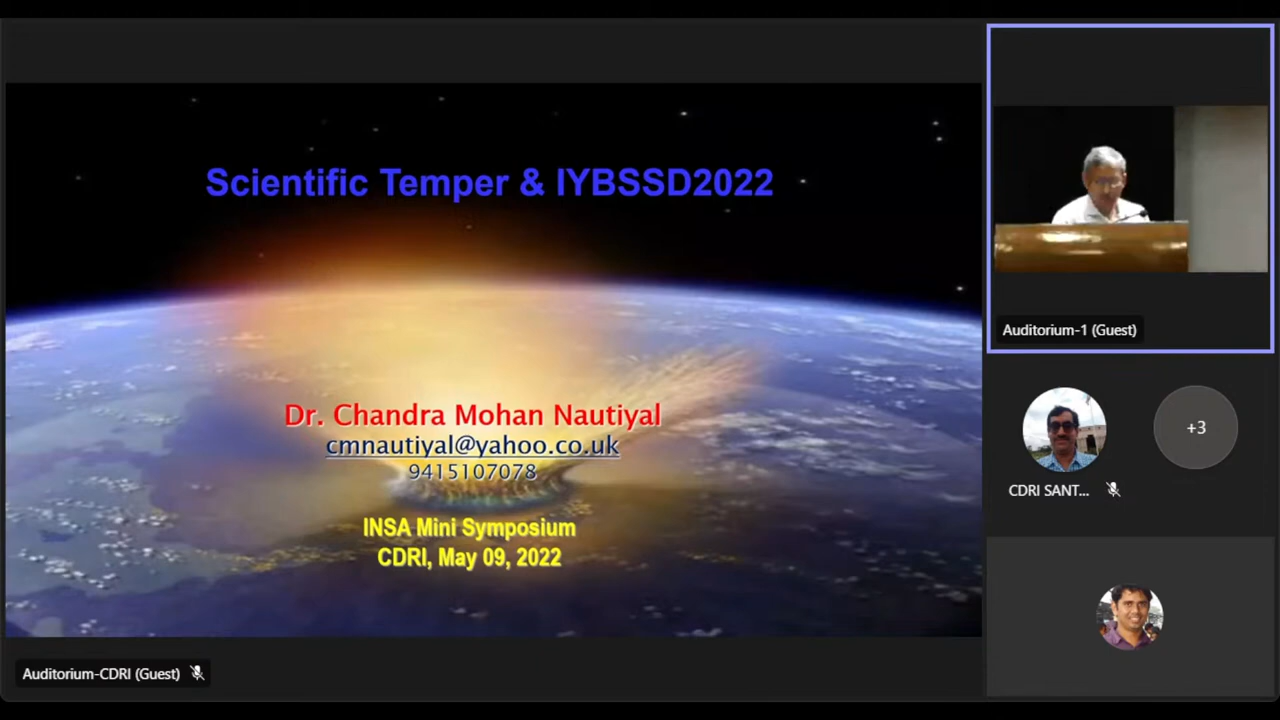 Scientific Temper & IYBSSD2022
Dr. Chandra Mohan Nautiyal
cmnautiyal@yahoo.co.uk
9415107078
INSA Mini Symposium
CDRI, May 09, 2022
Auditorium-CDRI (Guest)
Auditorium-1 (Guest)
+3
CDRI SANT...